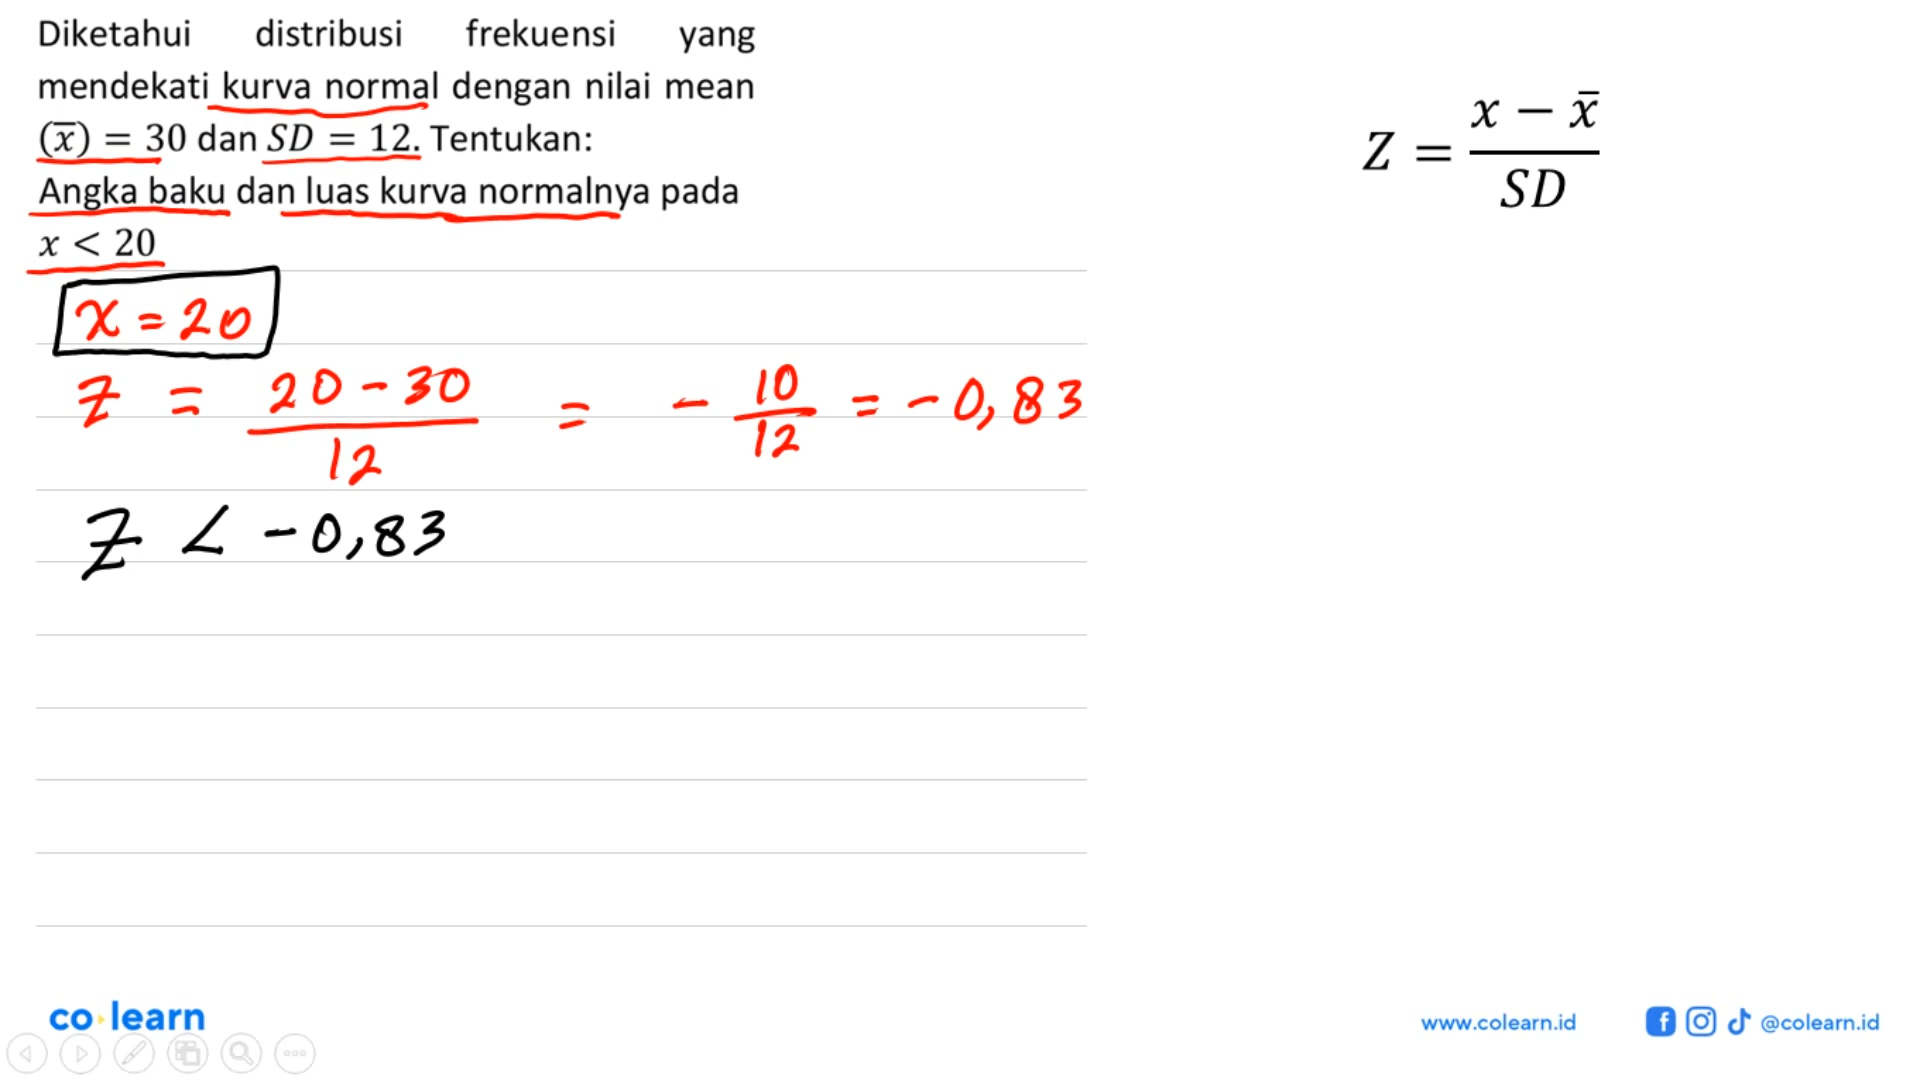 Diketahui distribusi frekuensi yang
mendekati kurva normal dengan nilai mean
(x̅) = 30 dan SD = 12. Tentukan:
Angka baku dan luas kurva normalnya pada
x < 20
Z = (x − x̅)/SD
x = 20
Z = (20 - 30)/12 = - 10/12 = - 0,83
Z < - 0,83
co learn
www.colearn.id
@colearn.id